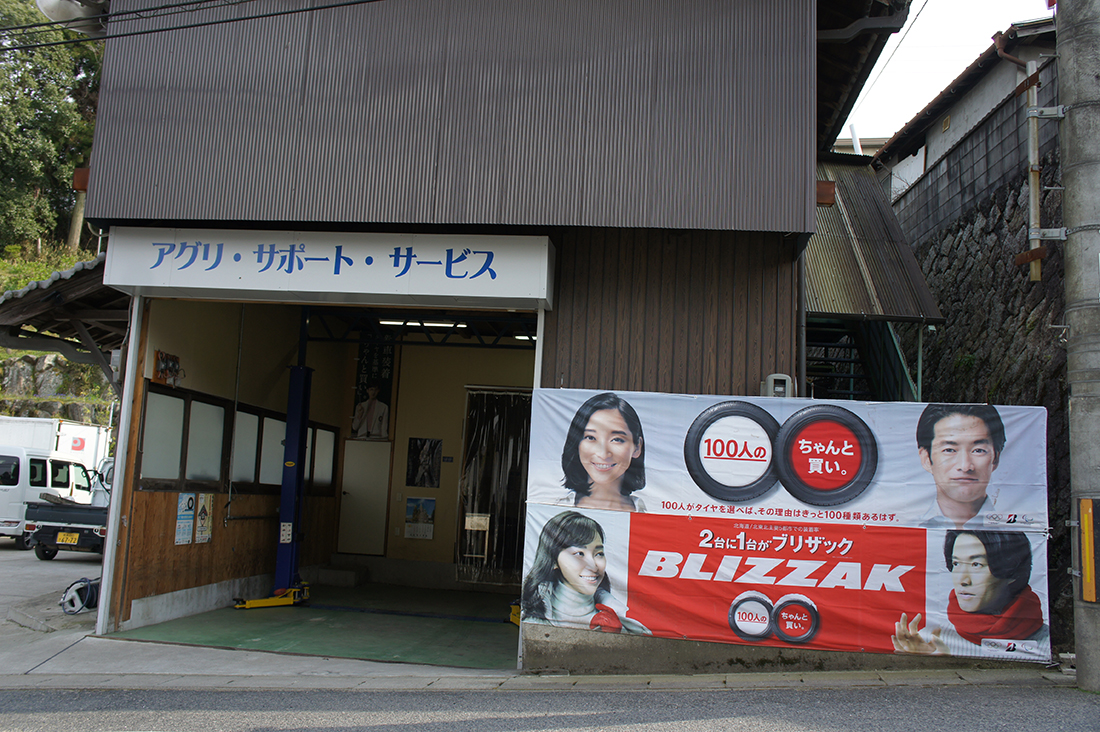 アグリ・サポート・サービス
100人の
ちゃんと
買い。
100人がタイヤを選べば、その理由はきっと100種類あるはず。
2台に1台がブリザック
BLIZZAK
100人の
ちゃんと
買い。